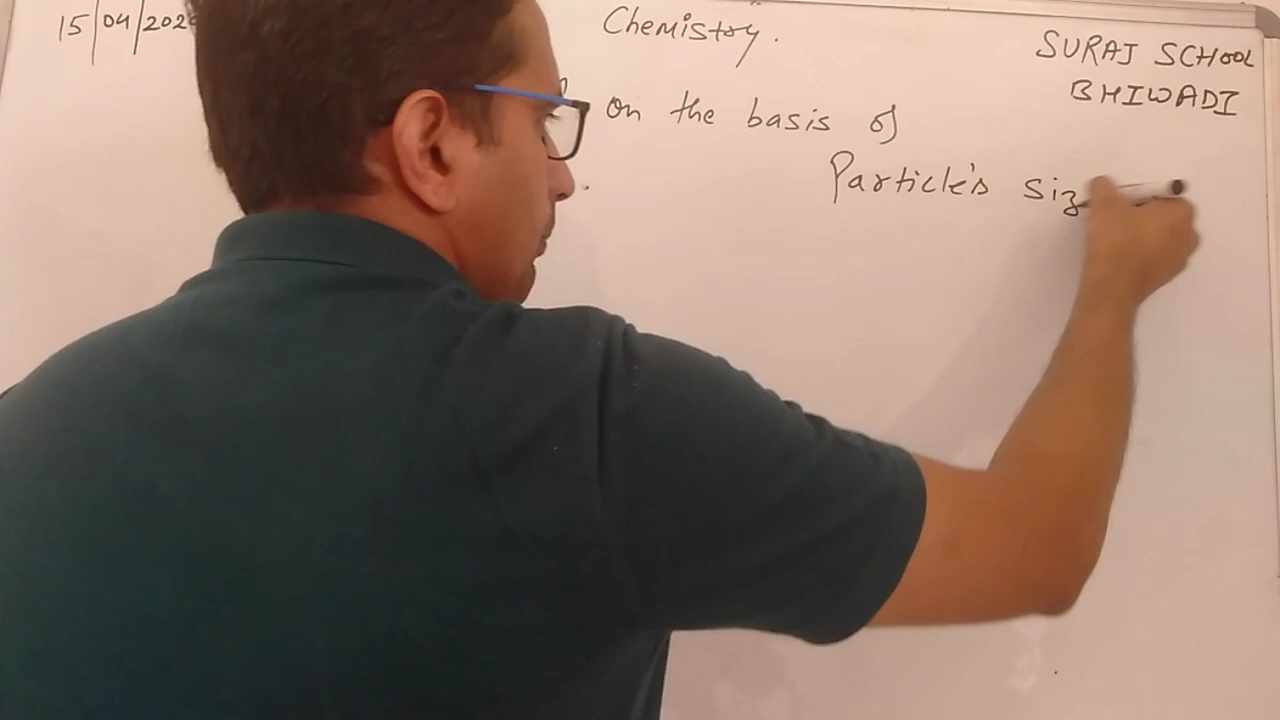 15/04/202
Chemistry.
SURAJ SCHOOL
BHIWADI
on the basis of
Particle's siz